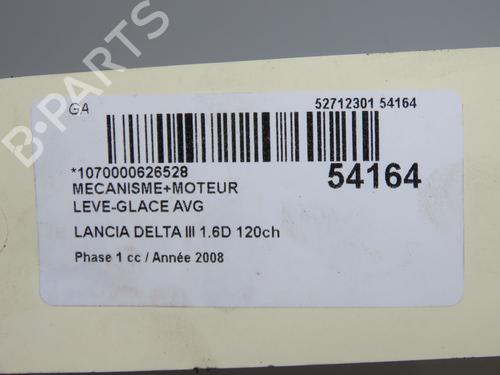 GA
52712301 54164
*1070000626528
54164
MECANISME+MOTEUR
LEVE-GLACE AVG
LANCIA DELTA III 1.6D 120ch
Phase 1 cc / Année 2008
B-PARTS